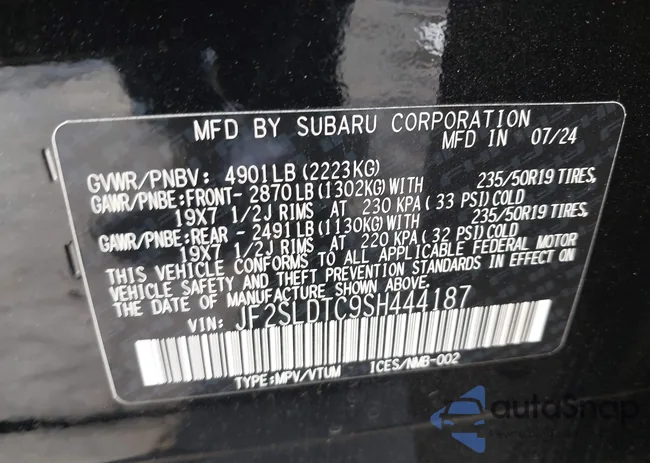 MFD BY SUBARU CORPORATION
MFD IN 07/24
GVWR/PNBV: 4901LB (2223KG)
GAWR/PNBE:FRONT- 2870LB (1302KG) WITH 235/50R19 TIRES,
19X7 1/2J RIMS AT 230 KPA ( 33 PSI) COLD
GAWR/PNBE:REAR - 2491LB (1130KG) WITH 235/50R19 TIRES,
19X7 1/2J RIMS AT 220 KPA ( 32 PSI) COLD
THIS VEHICLE CONFORMS TO ALL APPLICABLE FEDERAL MOTOR
VEHICLE SAFETY AND THEFT PREVENTION STANDARDS IN EFFECT ON
THE DATE OF MANUFACTURE SHOWN ABOVE.
VIN: JF2SLDTC9SH444187
TYPE:MPV/VTUM ICES/NMB-002
autoSnap